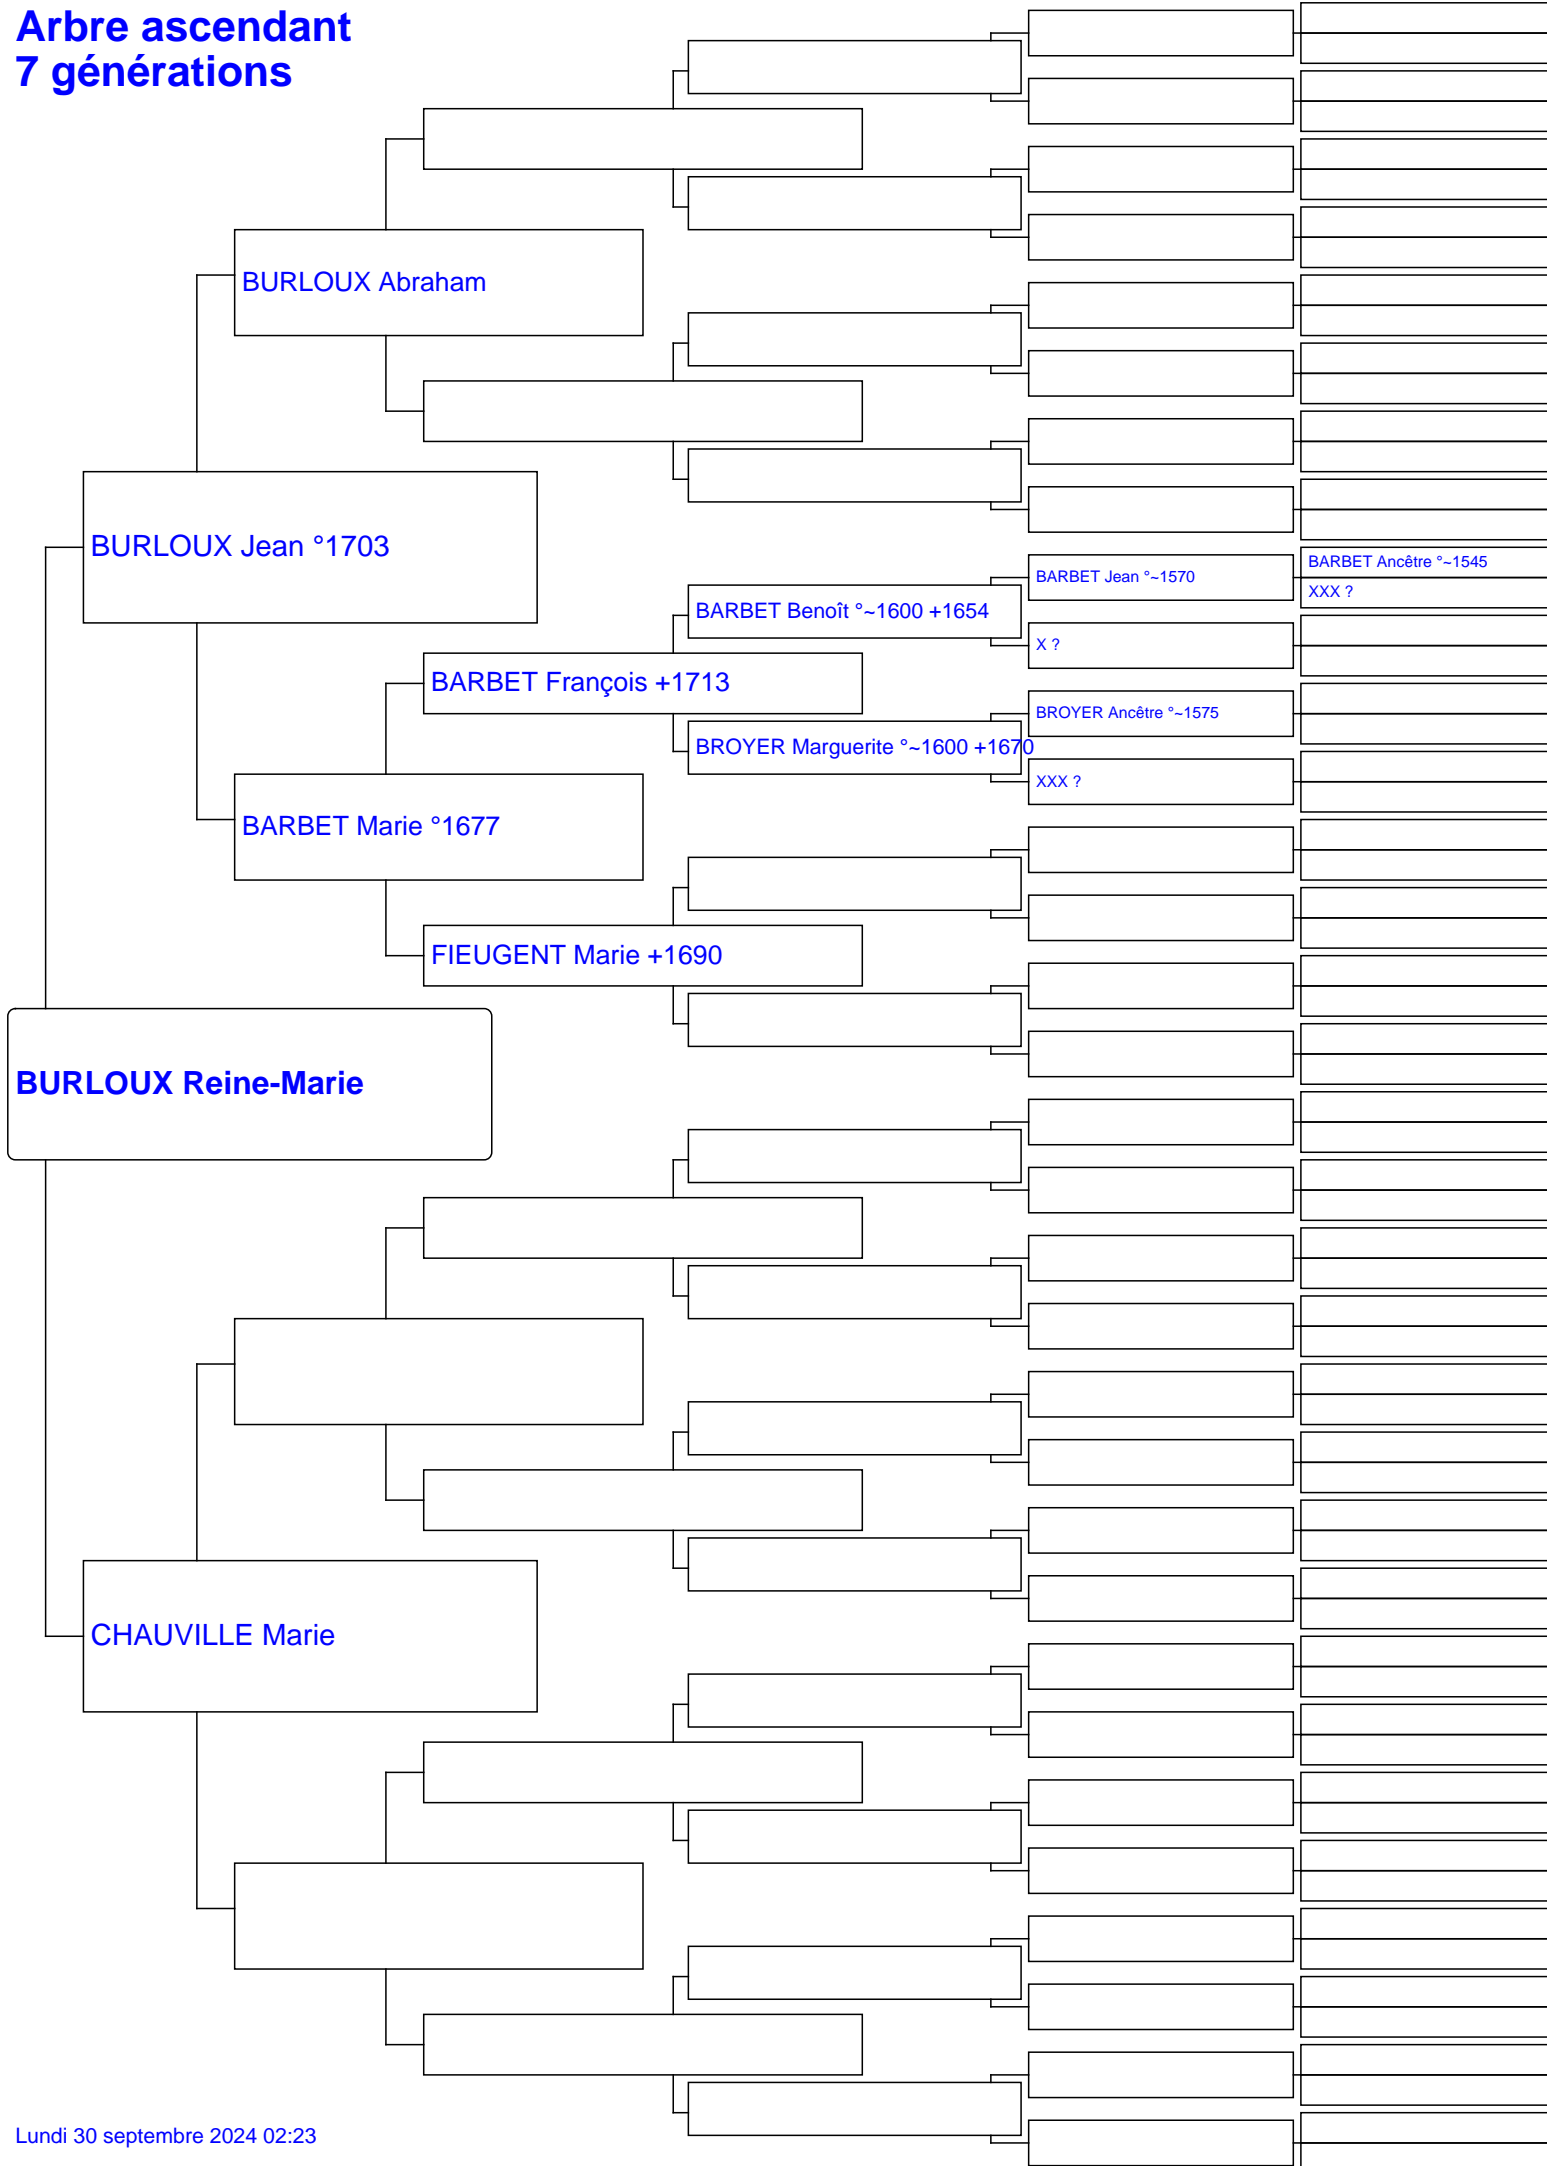 Arbre ascendant
7 générations
BURLOUX Abraham
BURLOUX Jean °1703
BARBET Jean °~1570
BARBET Ancêtre °~1545
XXX ?
BARBET Benoît °~1600 +1654
X ?
BARBET François +1713
BROYER Ancêtre °~1575
BROYER Marguerite °~1600 +1670
XXX ?
BARBET Marie °1677
FIEUGENT Marie +1690
BURLOUX Reine-Marie
CHAUVILLE Marie
Lundi 30 septembre 2024 02:23